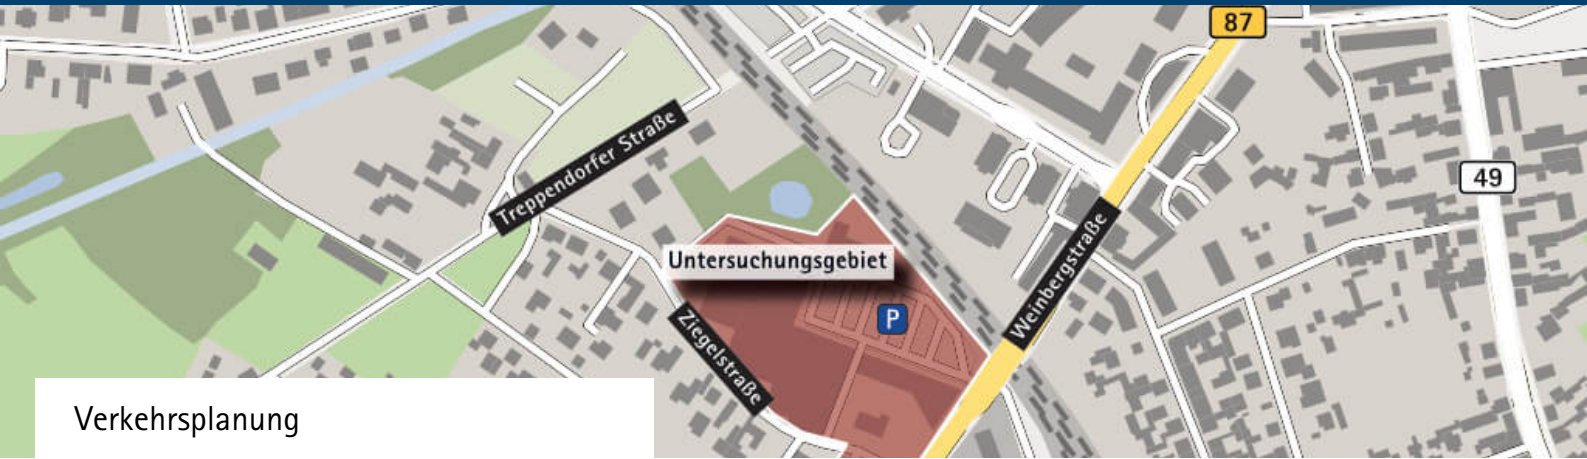 87
Treppendorfer Straße
49
Untersuchungsgebiet
Weinbergstraße
P
Ziegelstraße
Verkehrsplanung